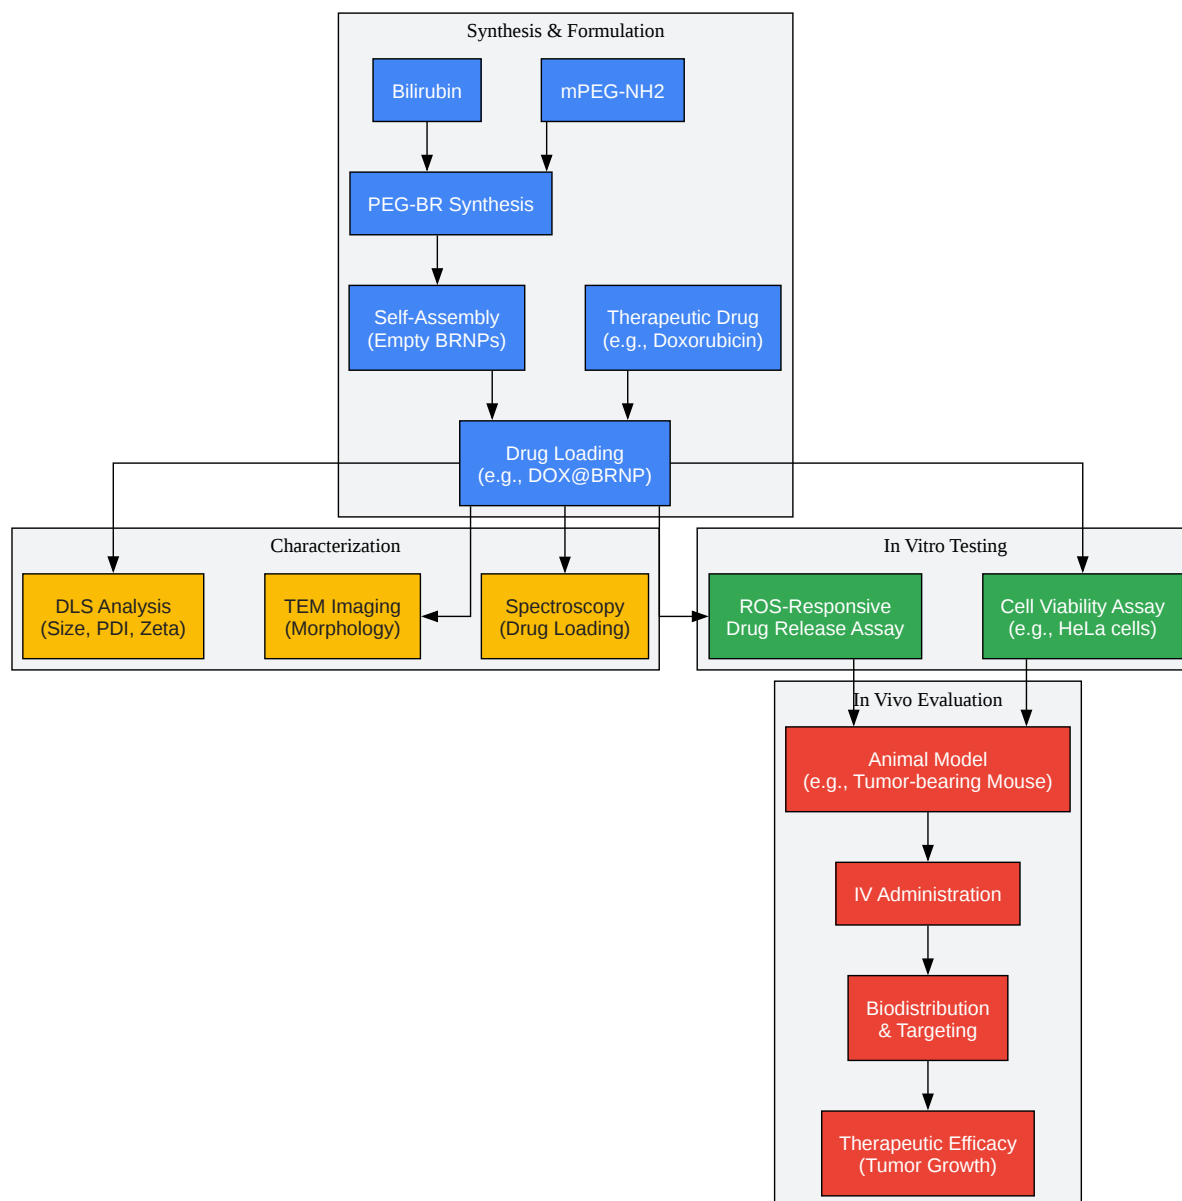 Synthesis & Formulation
Bilirubin
mPEG-NH2
PEG-BR Synthesis
Self-Assembly
(Empty BRNPs)
Therapeutic Drug
(e.g., Doxorubicin)
Drug Loading
(e.g., DOX@BRNP)
Characterization
DLS Analysis
(Size, PDI, Zeta)
TEM Imaging
(Morphology)
Spectroscopy
(Drug Loading)
In Vitro Testing
ROS-Responsive
Drug Release Assay
Cell Viability Assay
(e.g., HeLa cells)
In Vivo Evaluation
Animal Model
(e.g., Tumor-bearing Mouse)
IV Administration
Biodistribution
& Targeting
Therapeutic Efficacy
(Tumor Growth)